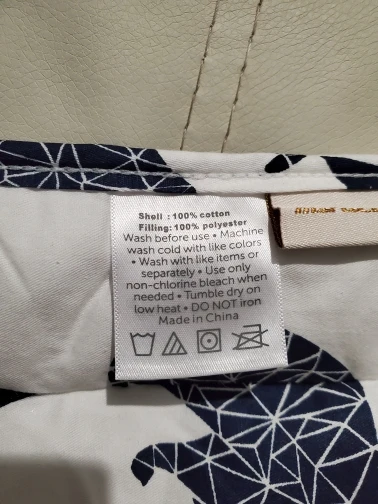 Shell : 100% cotton
Filling: 100% polyester
Wash before use • Machine
wash cold with like colors
• Wash with like items or
separately • Use only
non-chlorine bleach when
needed • Tumble dry on
low heat • DO NOT iron
Made in China